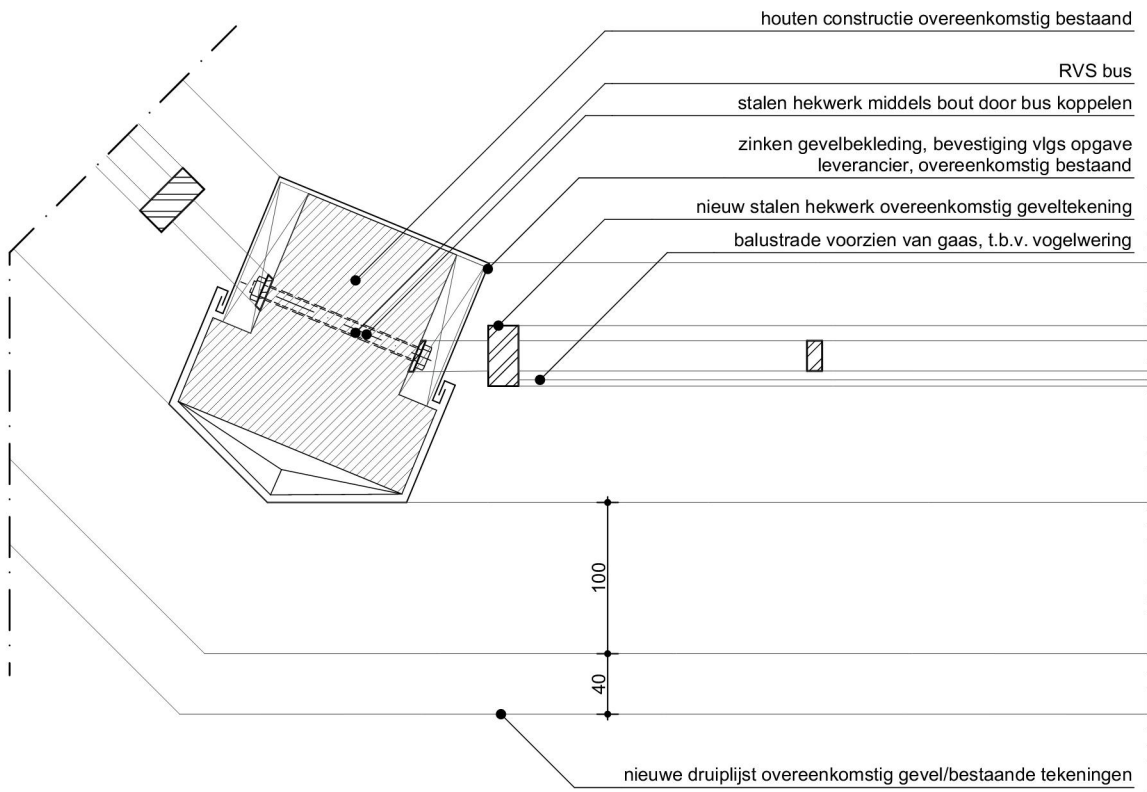 houten constructie overeenkomstig bestaand
RVS bus
stalen hekwerk middels bout door bus koppelen
zinken gevelbekleding, bevestiging vlgs opgave
leverancier, overeenkomstig bestaand
nieuw stalen hekwerk overeenkomstig geveltekening
balustrade voorzien van gaas, t.b.v. vogelwering
100
40
nieuwe druiplijst overeenkomstig gevel/bestaande tekeningen